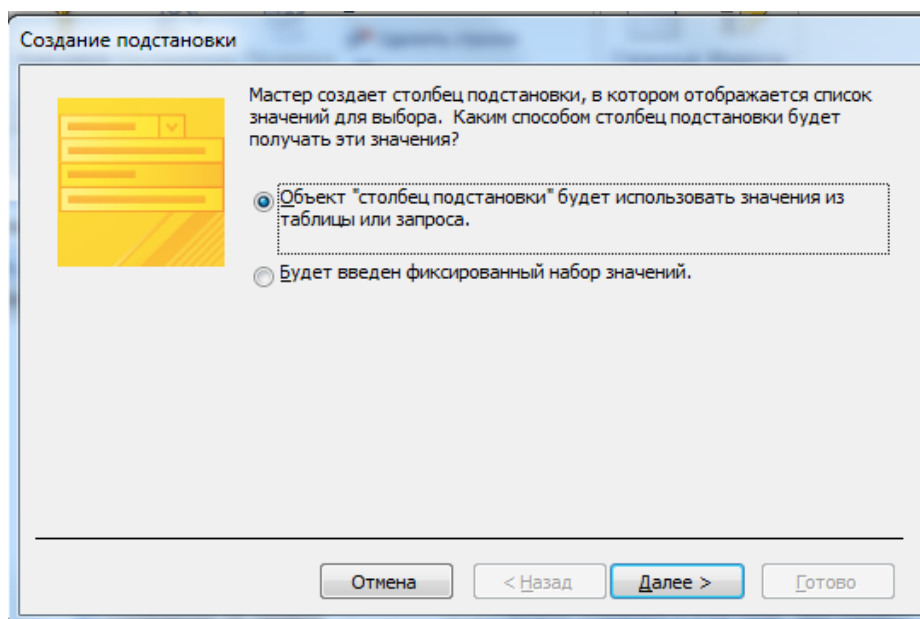 Создание подстановки
Мастер создает столбец подстановки, в котором отображается список
значений для выбора. Каким способом столбец подстановки будет
получать эти значения?
Объект "столбец подстановки" будет использовать значения из
таблицы или запроса.
Будет введен фиксированный набор значений.
Отмена
< Назад
Далее >
Готово